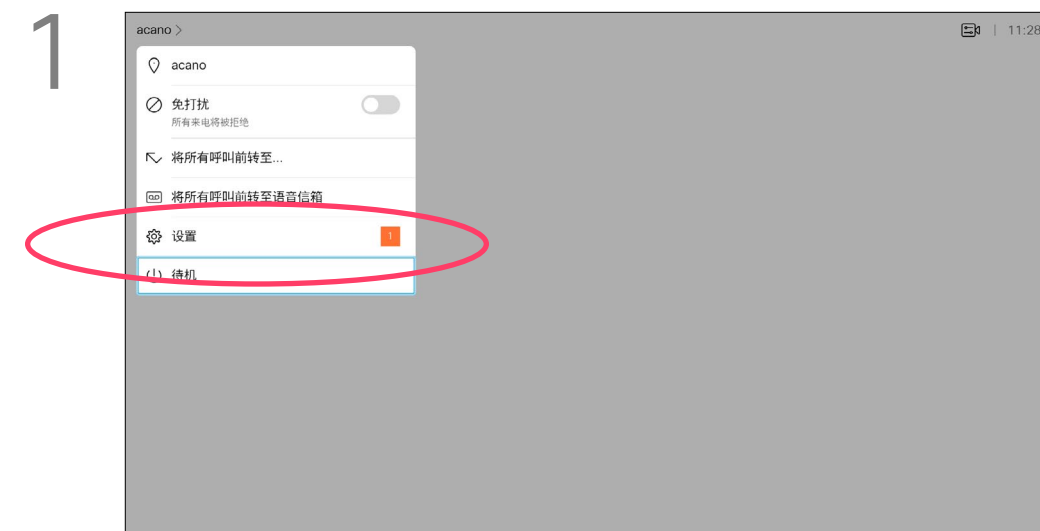 1
acano >
11:28
acano
免打扰
所有来电将被拒绝
将所有呼叫前转至...
将所有呼叫前转至语音信箱
设置
1
待机